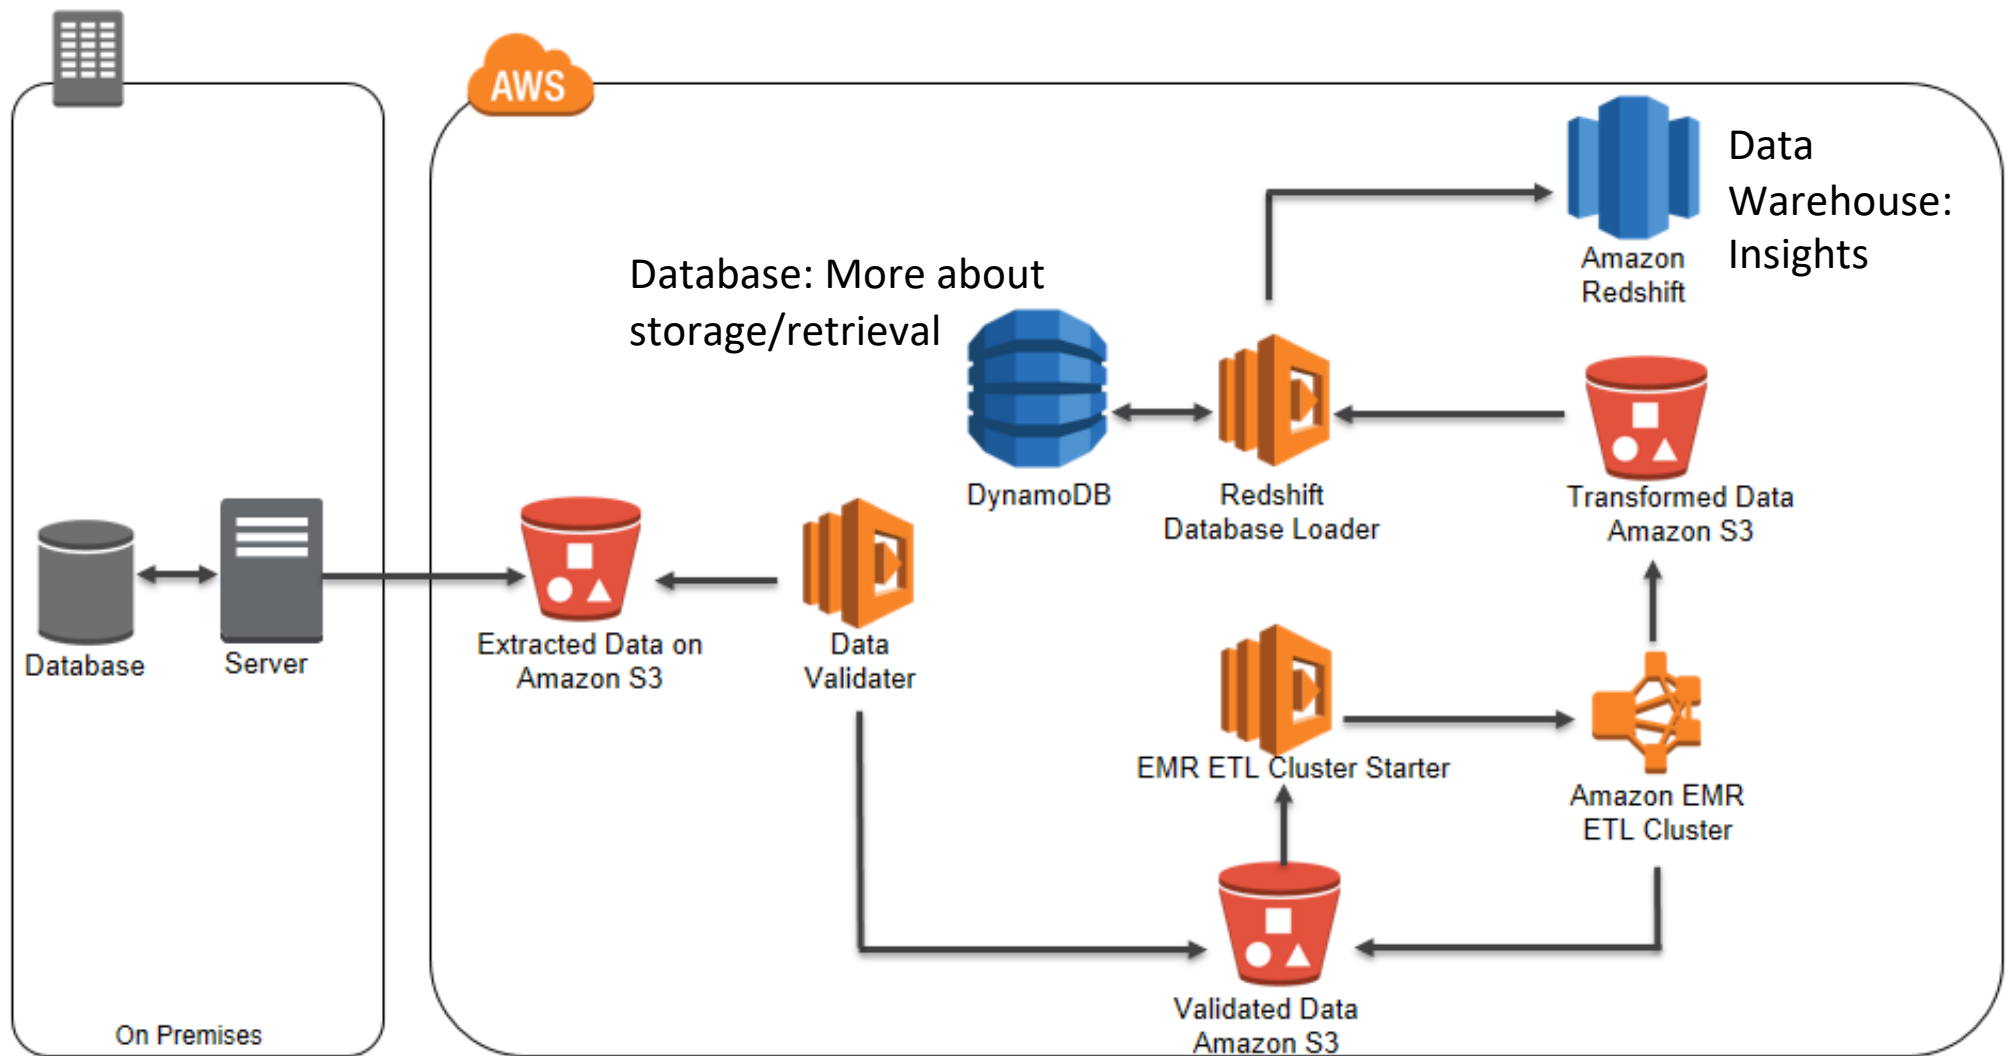 AWS
Data
Warehouse:
Insights
Amazon
Redshift
Database: More about
storage/retrieval
DynamoDB
Redshift
Database Loader
Transformed Data
Amazon S3
Database
Server
Extracted Data on
Amazon S3
Data
Validater
EMR ETL Cluster Starter
Amazon EMR
ETL Cluster
Validated Data
Amazon S3
On Premises